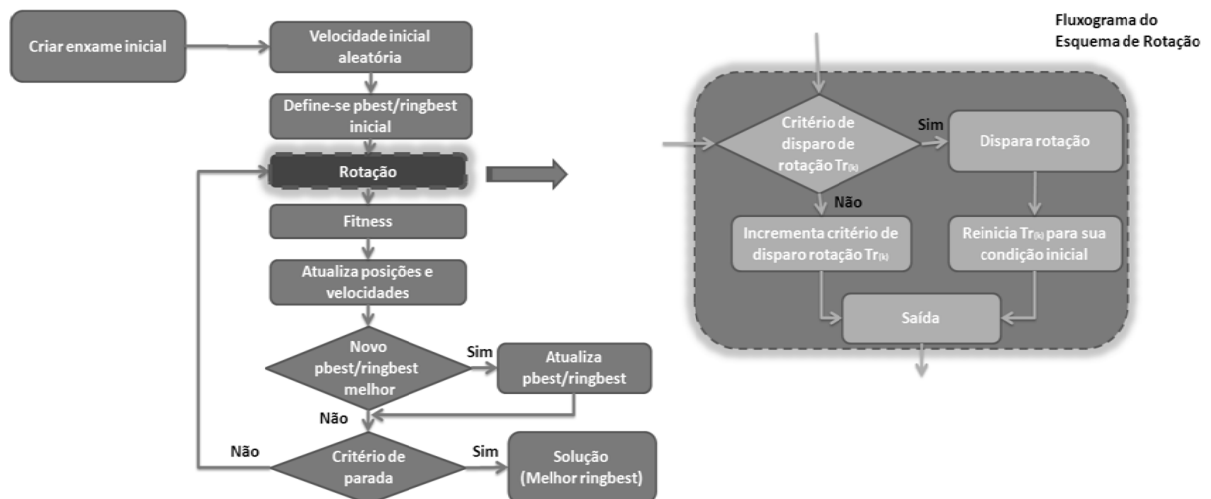 Criar enxame inicial
Velocidade inicial
aleatória
Define-se pbest/ringbest
inicial
Rotação
Fitness
Atualiza posições e
velocidades
Novo
pbest/ringbest
melhor
Sim
Atualiza
pbest/ringbest
Não
Não
Critério de
parada
Sim
Solução
(Melhor ringbest)
Fluxograma do
Esquema de Rotação
Critério de
disparo de
rotação Tr(k)
Sim
Dispara rotação
Não
Incrementa critério de
disparo rotação Tr(k)
Reinicia Tr(k) para sua
condição inicial
Saída